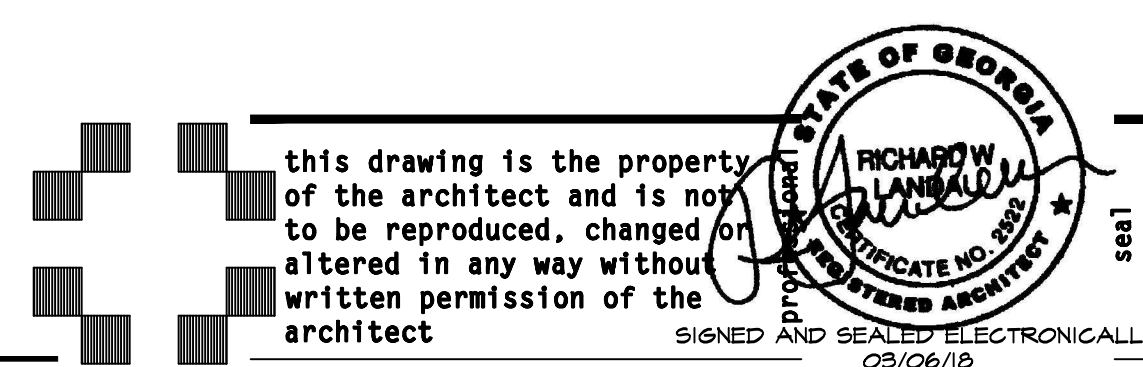 this drawing is the property
of the architect and is not
to be reproduced, changed or
altered in any way without
written permission of the
architect
professional
STATE OF GEORGIA
RICHARD W
LANDAU
CERTIFICATE NO. 2522
REGISTERED ARCHITECT
seal
SIGNED AND SEALED ELECTRONICALL
03/06/18